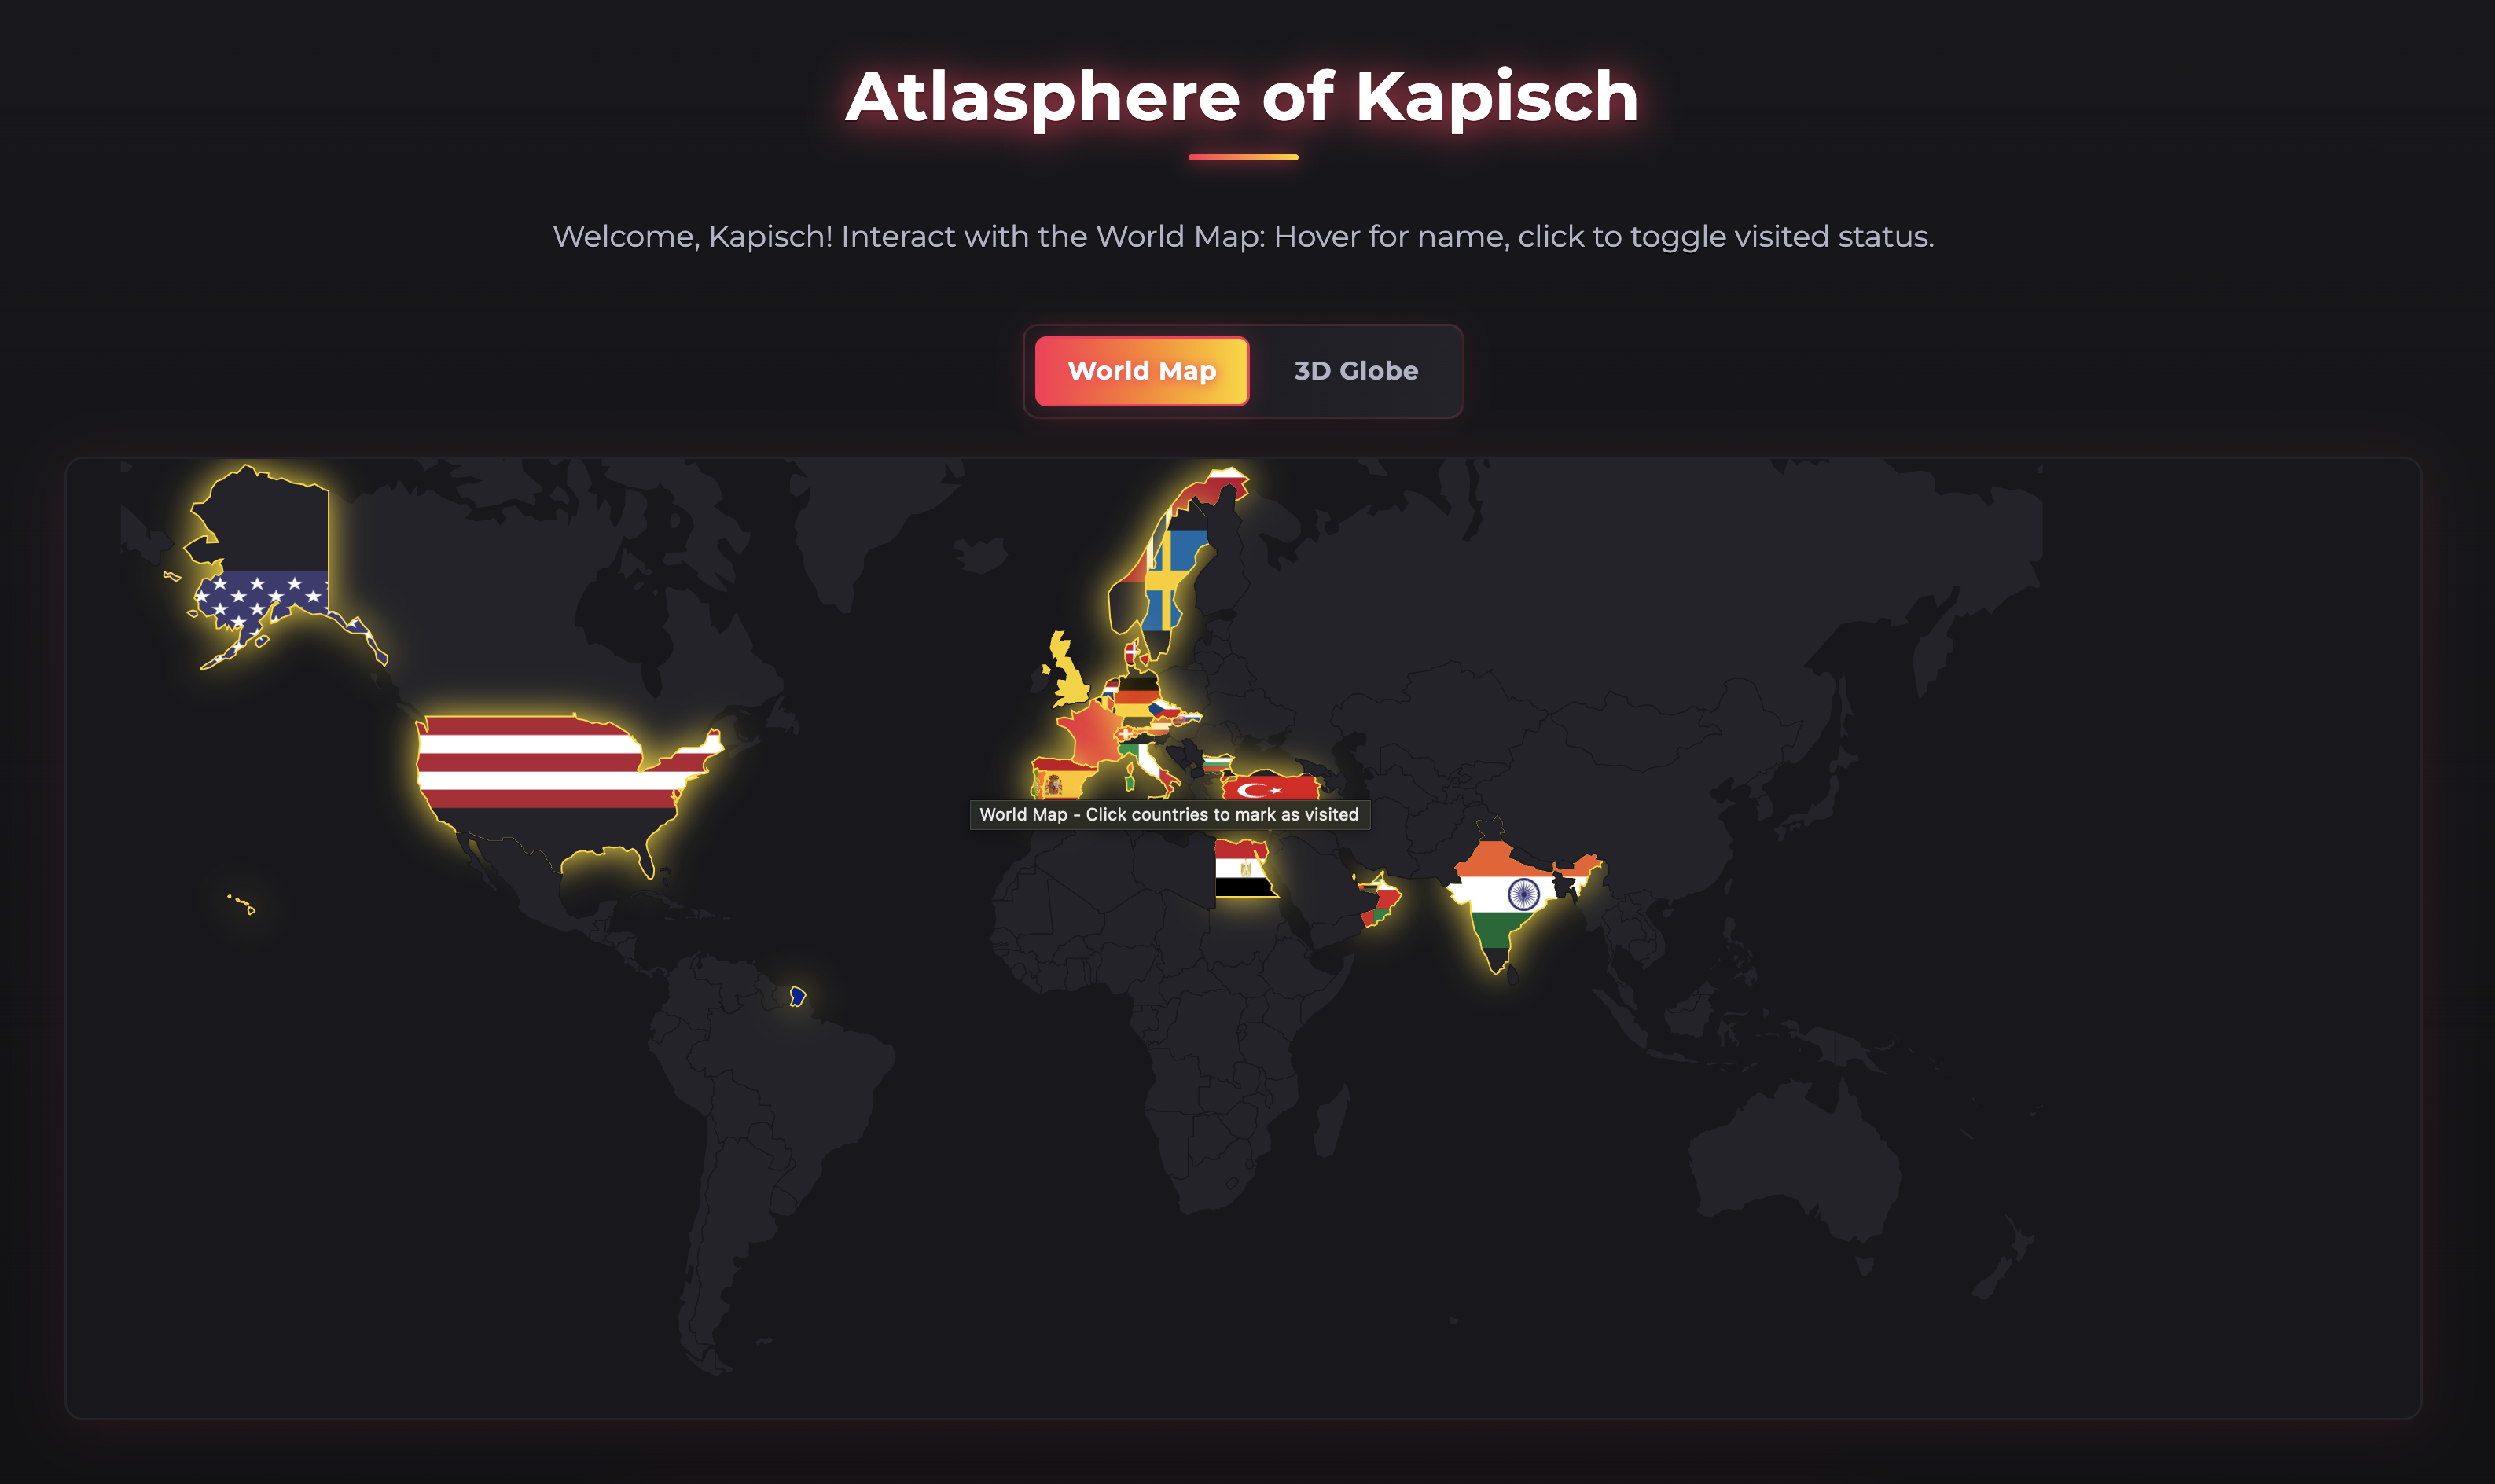 Atlasphere of Kapisch
Welcome, Kapisch! Interact with the World Map: Hover for name, click to toggle visited status.
World Map
3D Globe
World Map - Click countries to mark as visited